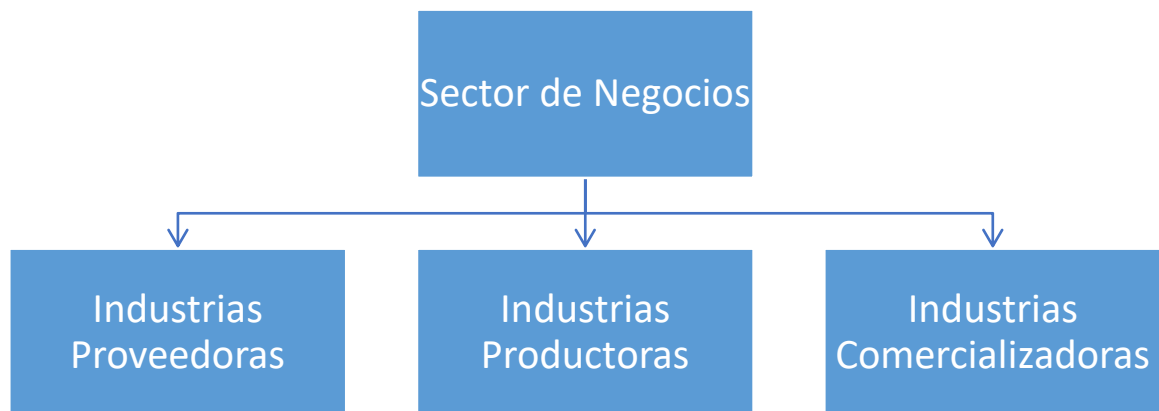 Sector de Negocios
Industrias
Proveedoras
Industrias
Productoras
Industrias
Comercializadoras